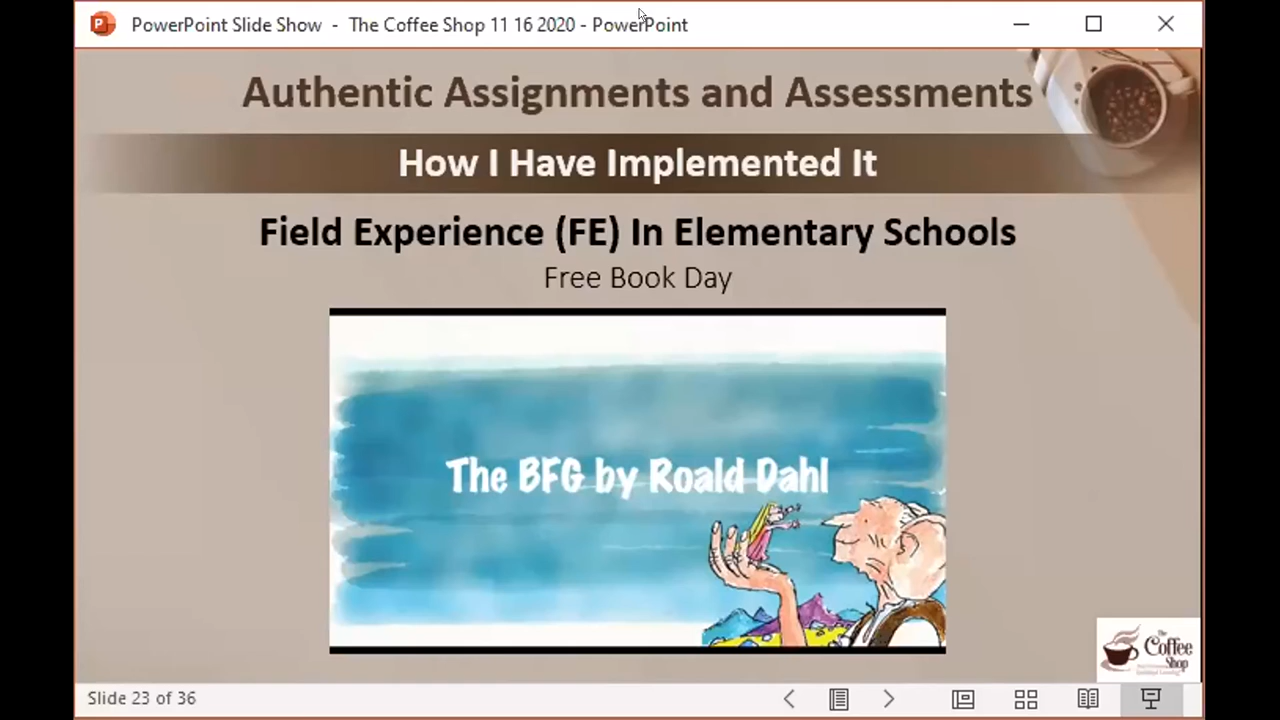 PowerPoint Slide Show - The Coffee Shop 11 16 2020 - PowerPoint
Authentic Assignments and Assessments
How I Have Implemented It
Field Experience (FE) In Elementary Schools
Free Book Day
The BFG by Roald Dahl
The
Coffee
Shop
Slide 23 of 36